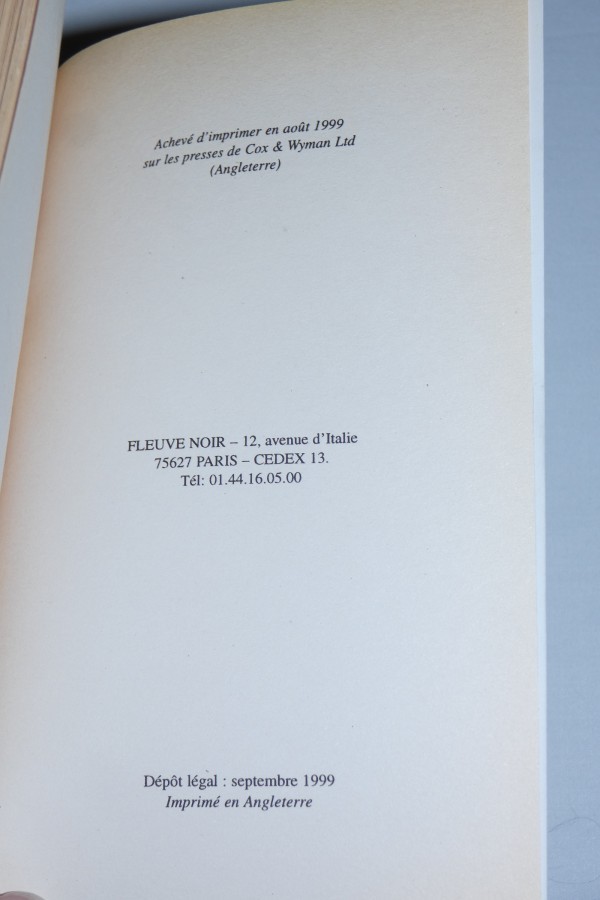 Achevé d'imprimer en août 1999
sur les presses de Cox & Wyman Ltd
(Angleterre)
FLEUVE NOIR – 12, avenue d'Italie
75627 PARIS – CEDEX 13.
Tél: 01.44.16.05.00
Dépôt légal : septembre 1999
Imprimé en Angleterre